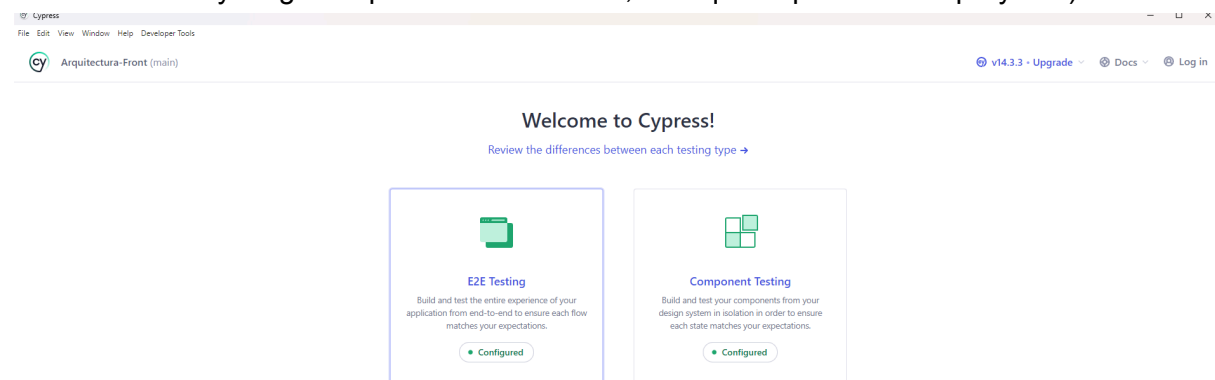 Cypress
File Edit View Window Help Developer Tools
cy Arquitectura-Front (main) v14.3.3 • Upgrade Docs Log in
Welcome to Cypress!
Review the differences between each testing type →
E2E Testing
Build and test the entire experience of your
application from end-to-end to ensure each flow
matches your expectations.
• Configured
Component Testing
Build and test your components from your
design system in isolation in order to ensure
each state matches your expectations.
• Configured